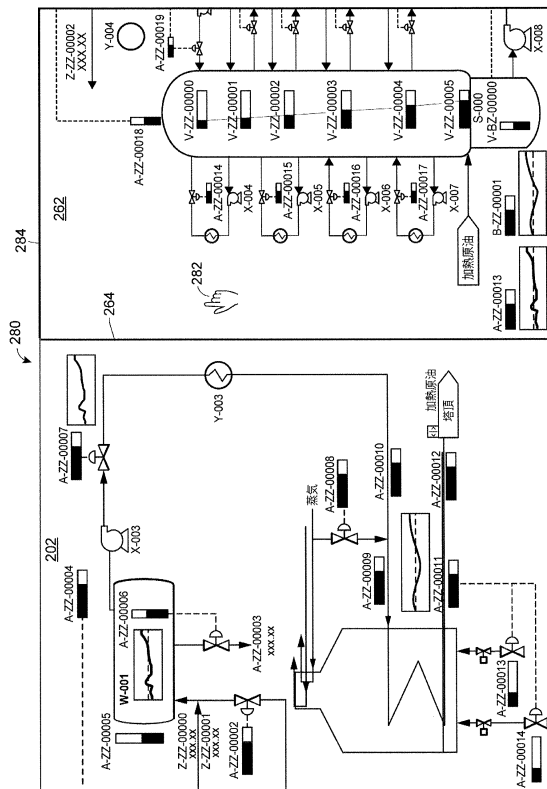 280
284
202
A-ZZ-00004
A-ZZ-00005
W-001
A-ZZ-00006
X-003
A-ZZ-00007
Z-ZZ-00000
xxx.xx
Z-ZZ-00001
xxx.xx
A-ZZ-00002
A-ZZ-00003
xxx.xx
Y-003
蒸気
A-ZZ-00008
A-ZZ-00009
A-ZZ-00010
A-ZZ-00011
A-ZZ-00012
加熱原油
塔頂
A-ZZ-00013
A-ZZ-00014
264
262
Z-ZZ-00002
XXX.XX
Y-004
A-ZZ-00019
A-ZZ-00018
V-ZZ-00000
V-ZZ-00001
V-ZZ-00002
V-ZZ-00003
V-ZZ-00004
V-ZZ-00005
S-000
V-BZ-00000
A-ZZ-00014
X-004
A-ZZ-00015
X-005
A-ZZ-00016
X-006
A-ZZ-00017
X-007
X-008
282
加熱原油
A-ZZ-00013
B-ZZ-00001